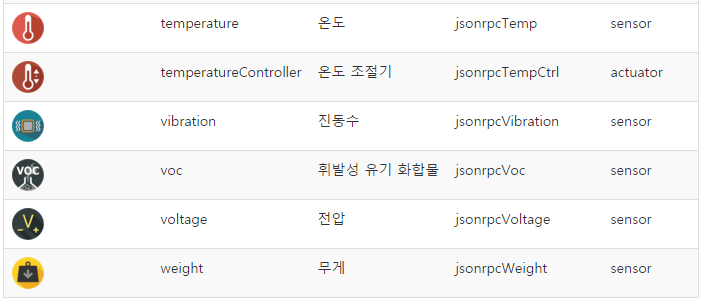 temperature 온도 jsonrpcTemp sensor
temperatureController 온도 조절기 jsonrpcTempCtrl actuator
vibration 진동수 jsonrpcVibration sensor
VOC voc 휘발성 유기 화합물 jsonrpcVoc sensor
V voltage 전압 jsonrpcVoltage sensor
weight 무게 jsonrpcWeight sensor